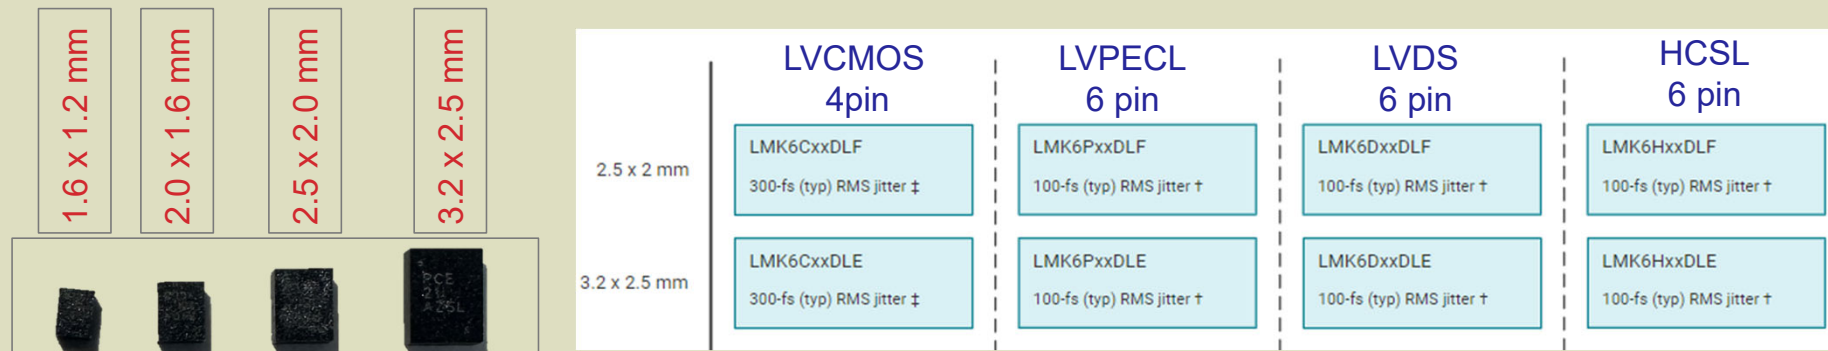 1.6 x 1.2 mm
2.0 x 1.6 mm
2.5 x 2.0 mm
3.2 x 2.5 mm
LVCMOS
4pin
LVPECL
6 pin
LVDS
6 pin
HCSL
6 pin
2.5 x 2 mm
LMK6CxxDLF
300-fs (typ) RMS jitter ‡
LMK6PxxDLF
100-fs (typ) RMS jitter †
LMK6DxxDLF
100-fs (typ) RMS jitter †
LMK6HxxDLF
100-fs (typ) RMS jitter †
3.2 x 2.5 mm
LMK6CxxDLE
300-fs (typ) RMS jitter ‡
LMK6PxxDLE
100-fs (typ) RMS jitter †
LMK6DxxDLE
100-fs (typ) RMS jitter †
LMK6HxxDLE
100-fs (typ) RMS jitter †